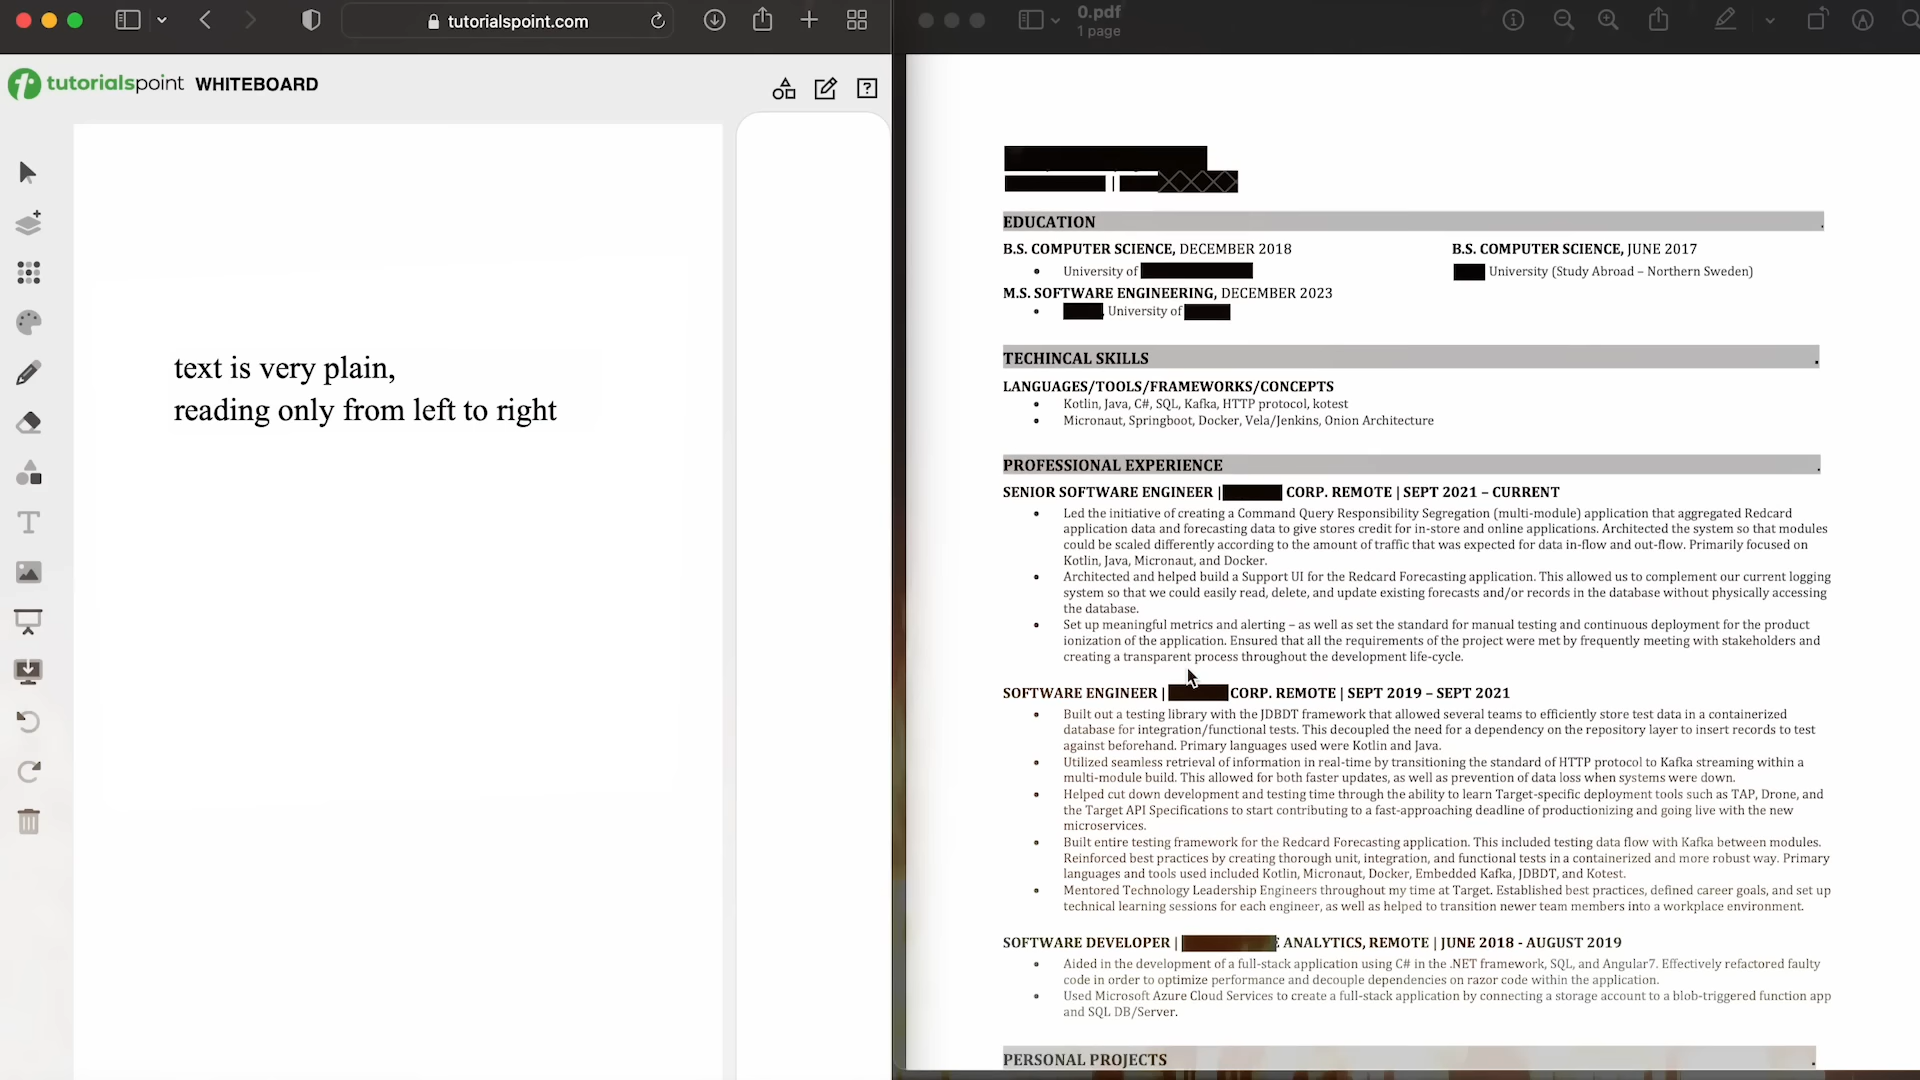 tutorialspoint.com
0.pdf
1 page
tutorialspoint WHITEBOARD
text is very plain,
reading only from left to right
EDUCATION
B.S. COMPUTER SCIENCE, DECEMBER 2018
B.S. COMPUTER SCIENCE, JUNE 2017
• University of
University (Study Abroad – Northern Sweden)
M.S. SOFTWARE ENGINEERING, DECEMBER 2023
• , University of
TECHINCAL SKILLS
LANGUAGES/TOOLS/FRAMEWORKS/CONCEPTS
• Kotlin, Java, C#, SQL, Kafka, HTTP protocol, kotest
• Micronaut, Springboot, Docker, Vela/Jenkins, Onion Architecture
PROFESSIONAL EXPERIENCE
SENIOR SOFTWARE ENGINEER | CORP. REMOTE | SEPT 2021 – CURRENT
• Led the initiative of creating a Command Query Responsibility Segregation (multi-module) application that aggregated Redcard
application data and forecasting data to give stores credit for in-store and online applications. Architected the system so that modules
could be scaled differently according to the amount of traffic that was expected for data in-flow and out-flow. Primarily focused on
Kotlin, Java, Micronaut, and Docker.
• Architected and helped build a Support UI for the Redcard Forecasting application. This allowed us to complement our current logging
system so that we could easily read, delete, and update existing forecasts and/or records in the database without physically accessing
the database.
• Set up meaningful metrics and alerting – as well as set the standard for manual testing and continuous deployment for the product
ionization of the application. Ensured that all the requirements of the project were met by frequently meeting with stakeholders and
creating a transparent process throughout the development life-cycle.
SOFTWARE ENGINEER | CORP. REMOTE | SEPT 2019 – SEPT 2021
• Built out a testing library with the JDBDT framework that allowed several teams to efficiently store test data in a containerized
database for integration/functional tests. This decoupled the need for a dependency on the repository layer to insert records to test
against beforehand. Primary languages used were Kotlin and Java.
• Utilized seamless retrieval of information in real-time by transitioning the standard of HTTP protocol to Kafka streaming within a
multi-module build. This allowed for both faster updates, as well as prevention of data loss when systems were down.
• Helped cut down development and testing time through the ability to learn Target-specific deployment tools such as TAP, Drone, and
the Target API Specifications to start contributing to a fast-approaching deadline of productionizing and going live with the new
microservices.
• Built entire testing framework for the Redcard Forecasting application. This included testing data flow with Kafka between modules.
Reinforced best practices by creating thorough unit, integration, and functional tests in a containerized and more robust way. Primary
languages and tools used included Kotlin, Micronaut, Docker, Embedded Kafka, JDBDT, and Kotest.
• Mentored Technology Leadership Engineers throughout my time at Target. Established best practices, defined career goals, and set up
technical learning sessions for each engineer, as well as helped to transition newer team members into a workplace environment.
SOFTWARE DEVELOPER | ANALYTICS, REMOTE | JUNE 2018 - AUGUST 2019
• Aided in the development of a full-stack application using C# in the .NET framework, SQL, and Angular7. Effectively refactored faulty
code in order to optimize performance and decouple dependencies on razor code within the application.
• Used Microsoft Azure Cloud Services to create a full-stack application by connecting a storage account to a blob-triggered function app
and SQL DB/Server.
PERSONAL PROJECTS